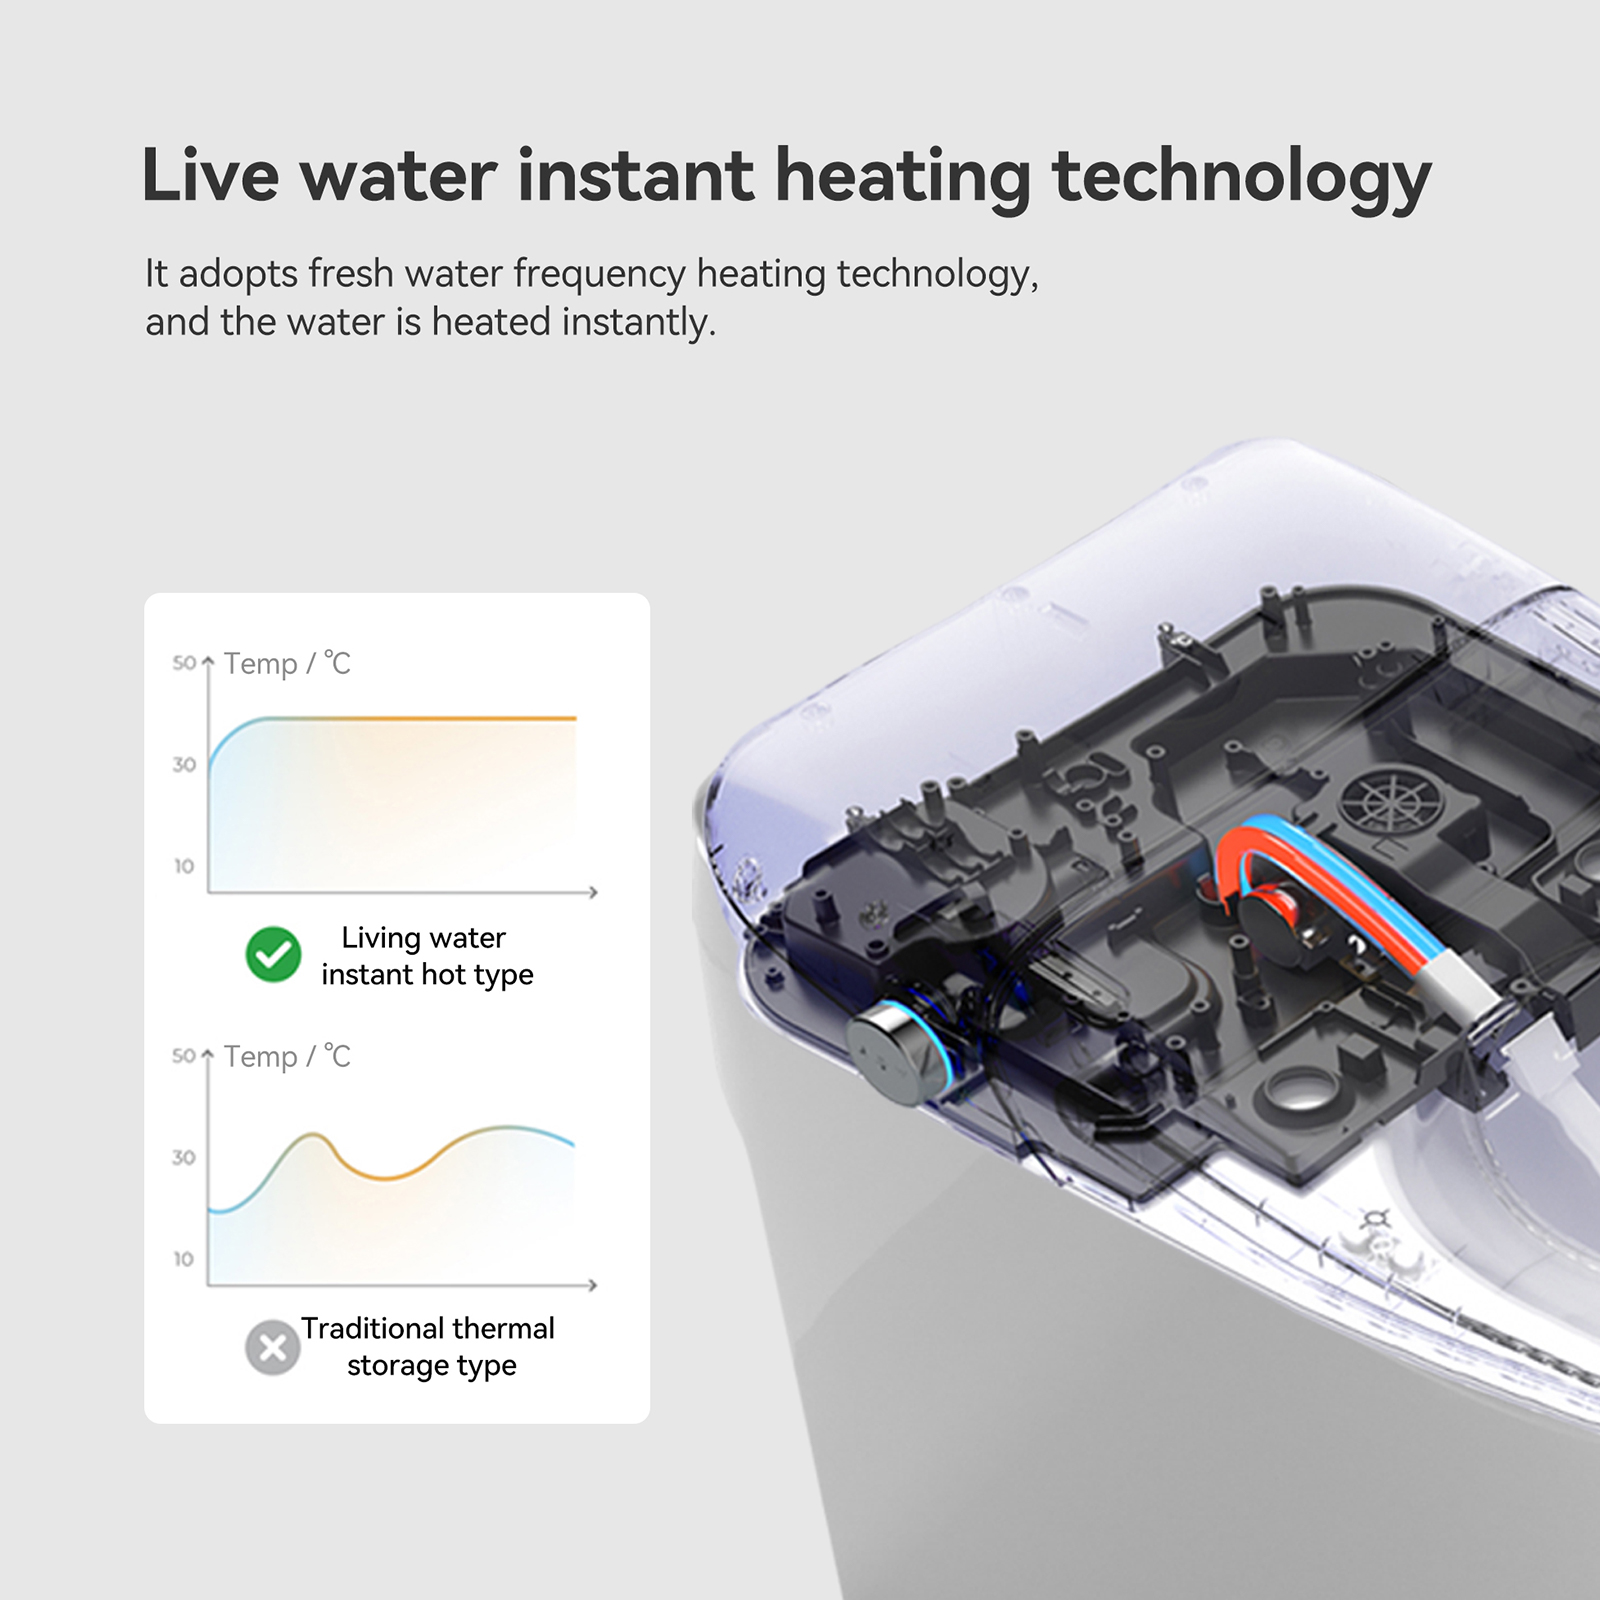 Live water instant heating technology
It adopts fresh water frequency heating technology,
and the water is heated instantly.
50 Temp / °C
30
10
Living water
instant hot type
50 Temp / °C
30
10
Traditional thermal
storage type